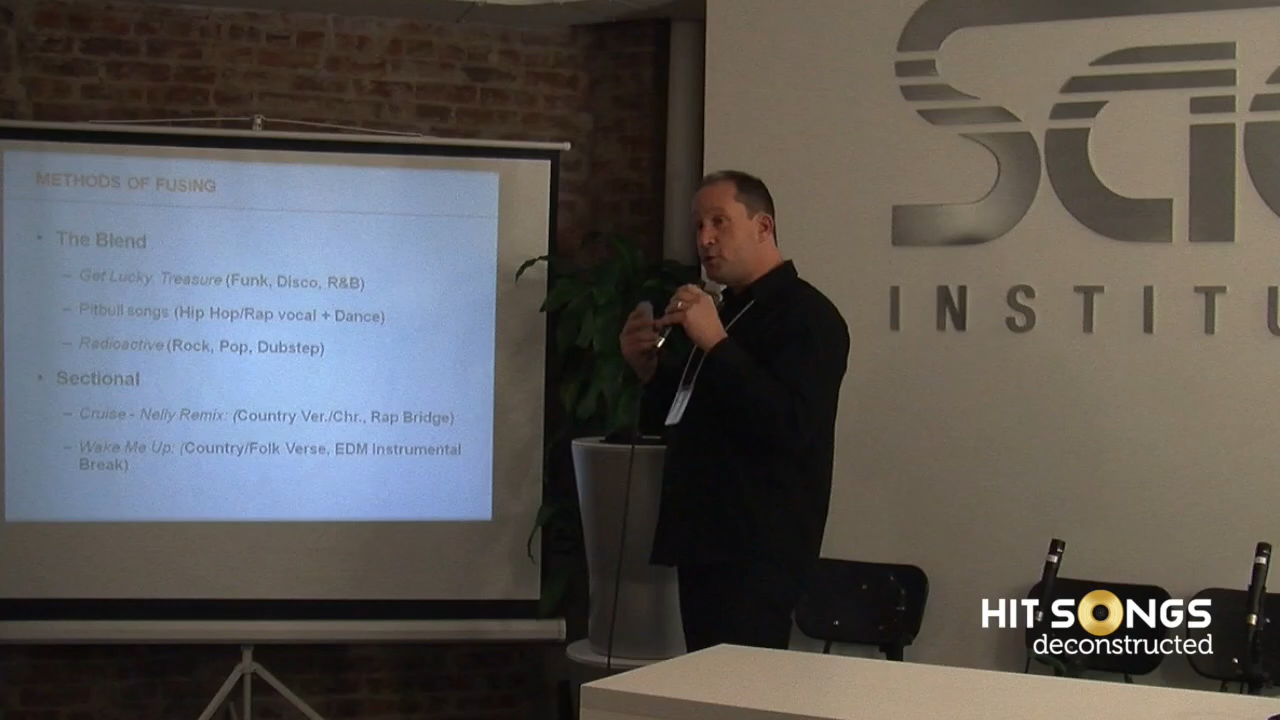 METHODS OF FUSING
• The Blend
– Get Lucky, Treasure (Funk, Disco, R&B)
– Pitbull songs (Hip Hop/Rap vocal + Dance)
– Radioactive (Rock, Pop, Dubstep)
• Sectional
– Cruise - Nelly Remix: (Country Ver./Chr., Rap Bridge)
– Wake Me Up: (Country/Folk Verse, EDM Instrumental
Break)
INSTITU
HIT SONGS
deconstructed